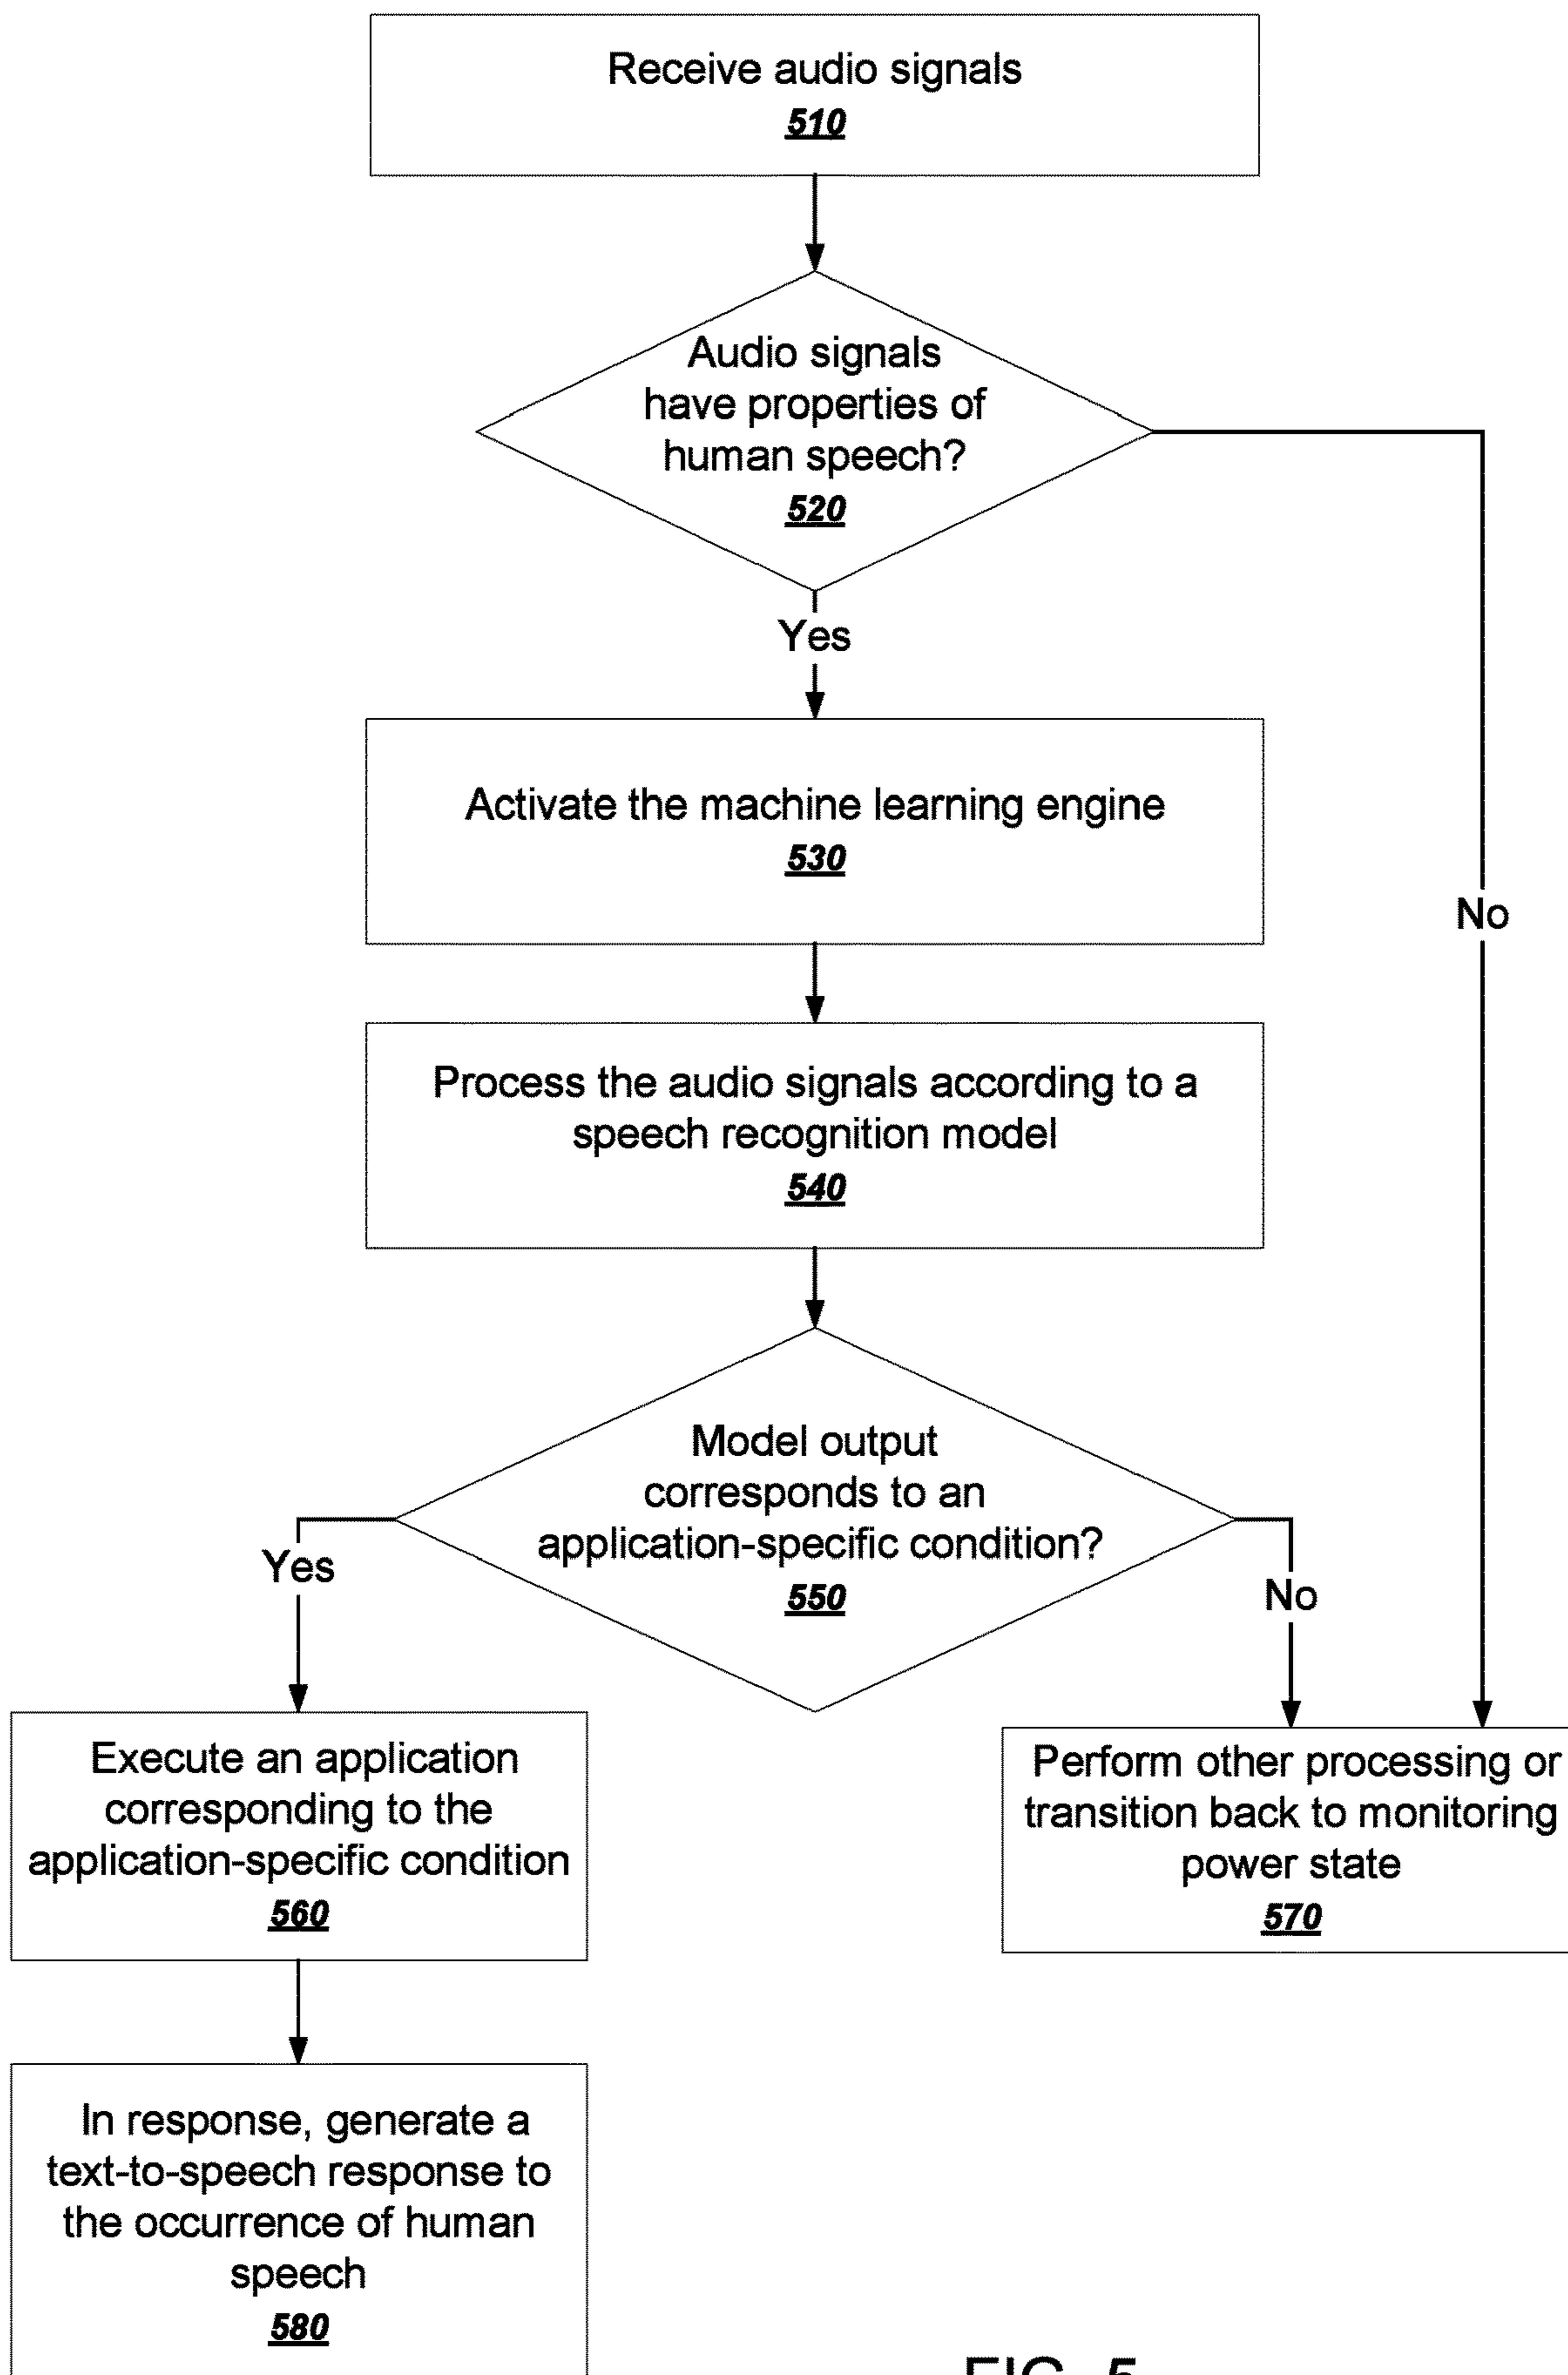 Receive audio signals
510
Audio signals
have properties of
human speech?
520
Yes
Activate the machine learning engine
530
No
Process the audio signals according to a
speech recognition model
540
Model output
corresponds to an
application-specific condition?
550
Yes
No
Execute an application
corresponding to the
application-specific condition
560
Perform other processing or
transition back to monitoring
power state
570
In response, generate a
text-to-speech response to
the occurrence of human
speech
580
FIG. 5